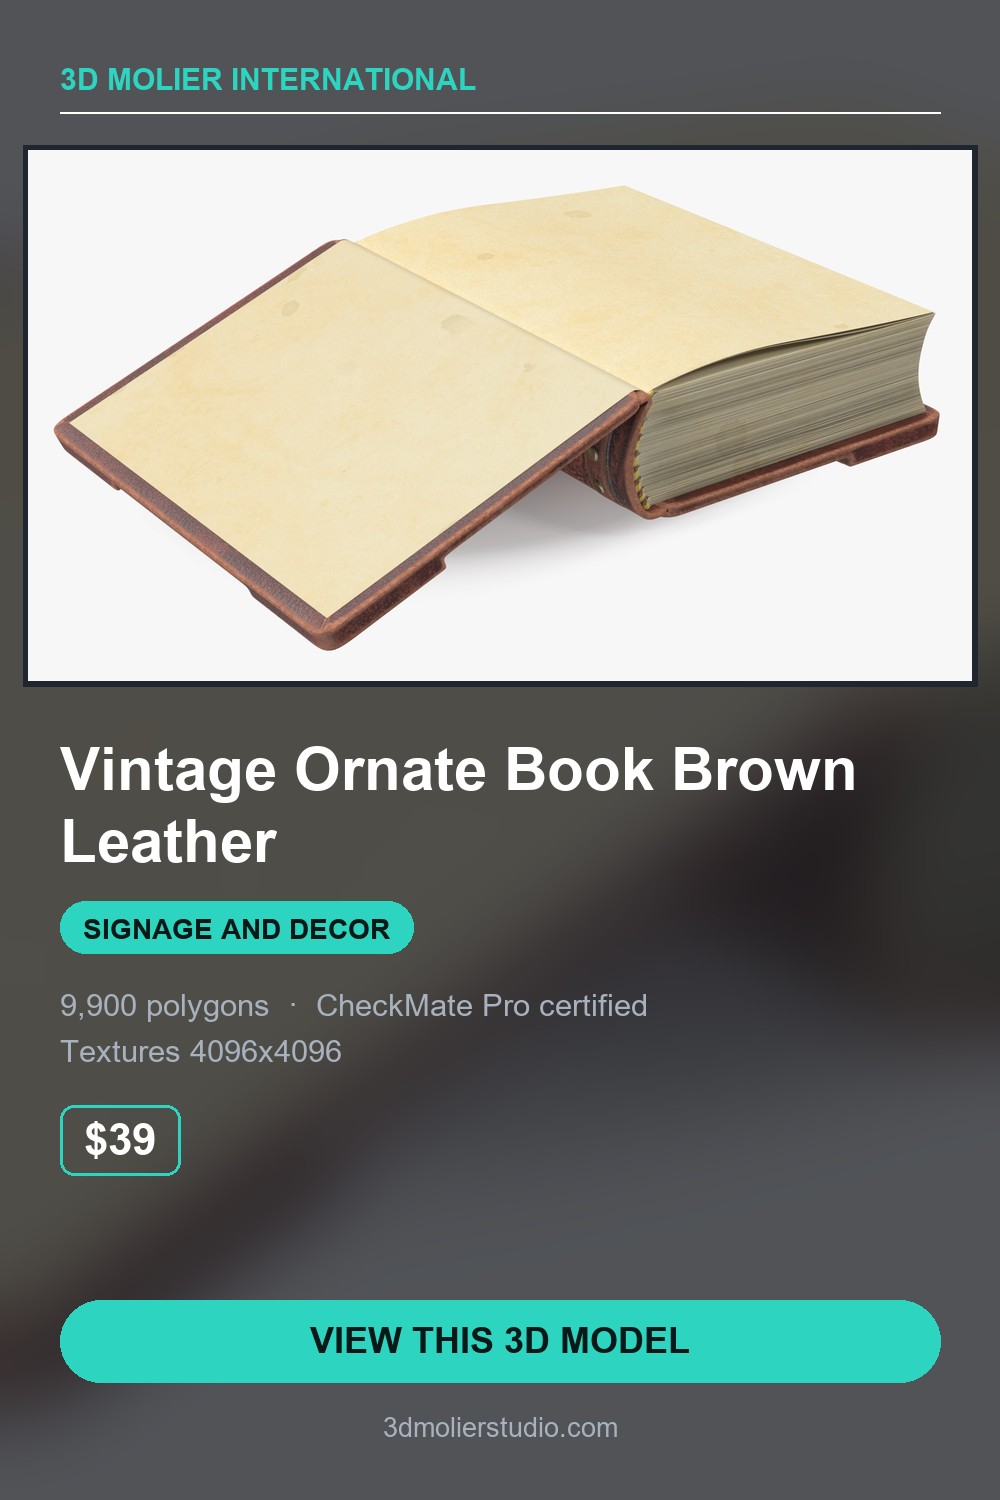 3D MOLIER INTERNATIONAL
Vintage Ornate Book Brown
Leather
SIGNAGE AND DECOR
9,900 polygons · CheckMate Pro certified
Textures 4096x4096
$39
VIEW THIS 3D MODEL
3dmolierstudio.com